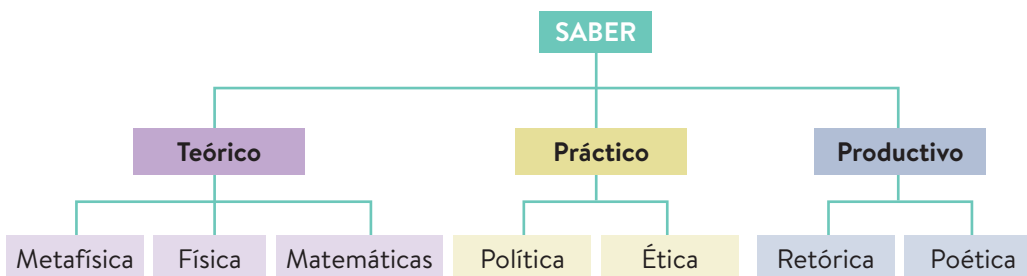 SABER
Teórico
Práctico
Productivo
Metafísica
Física
Matemáticas
Política
Ética
Retórica
Poética